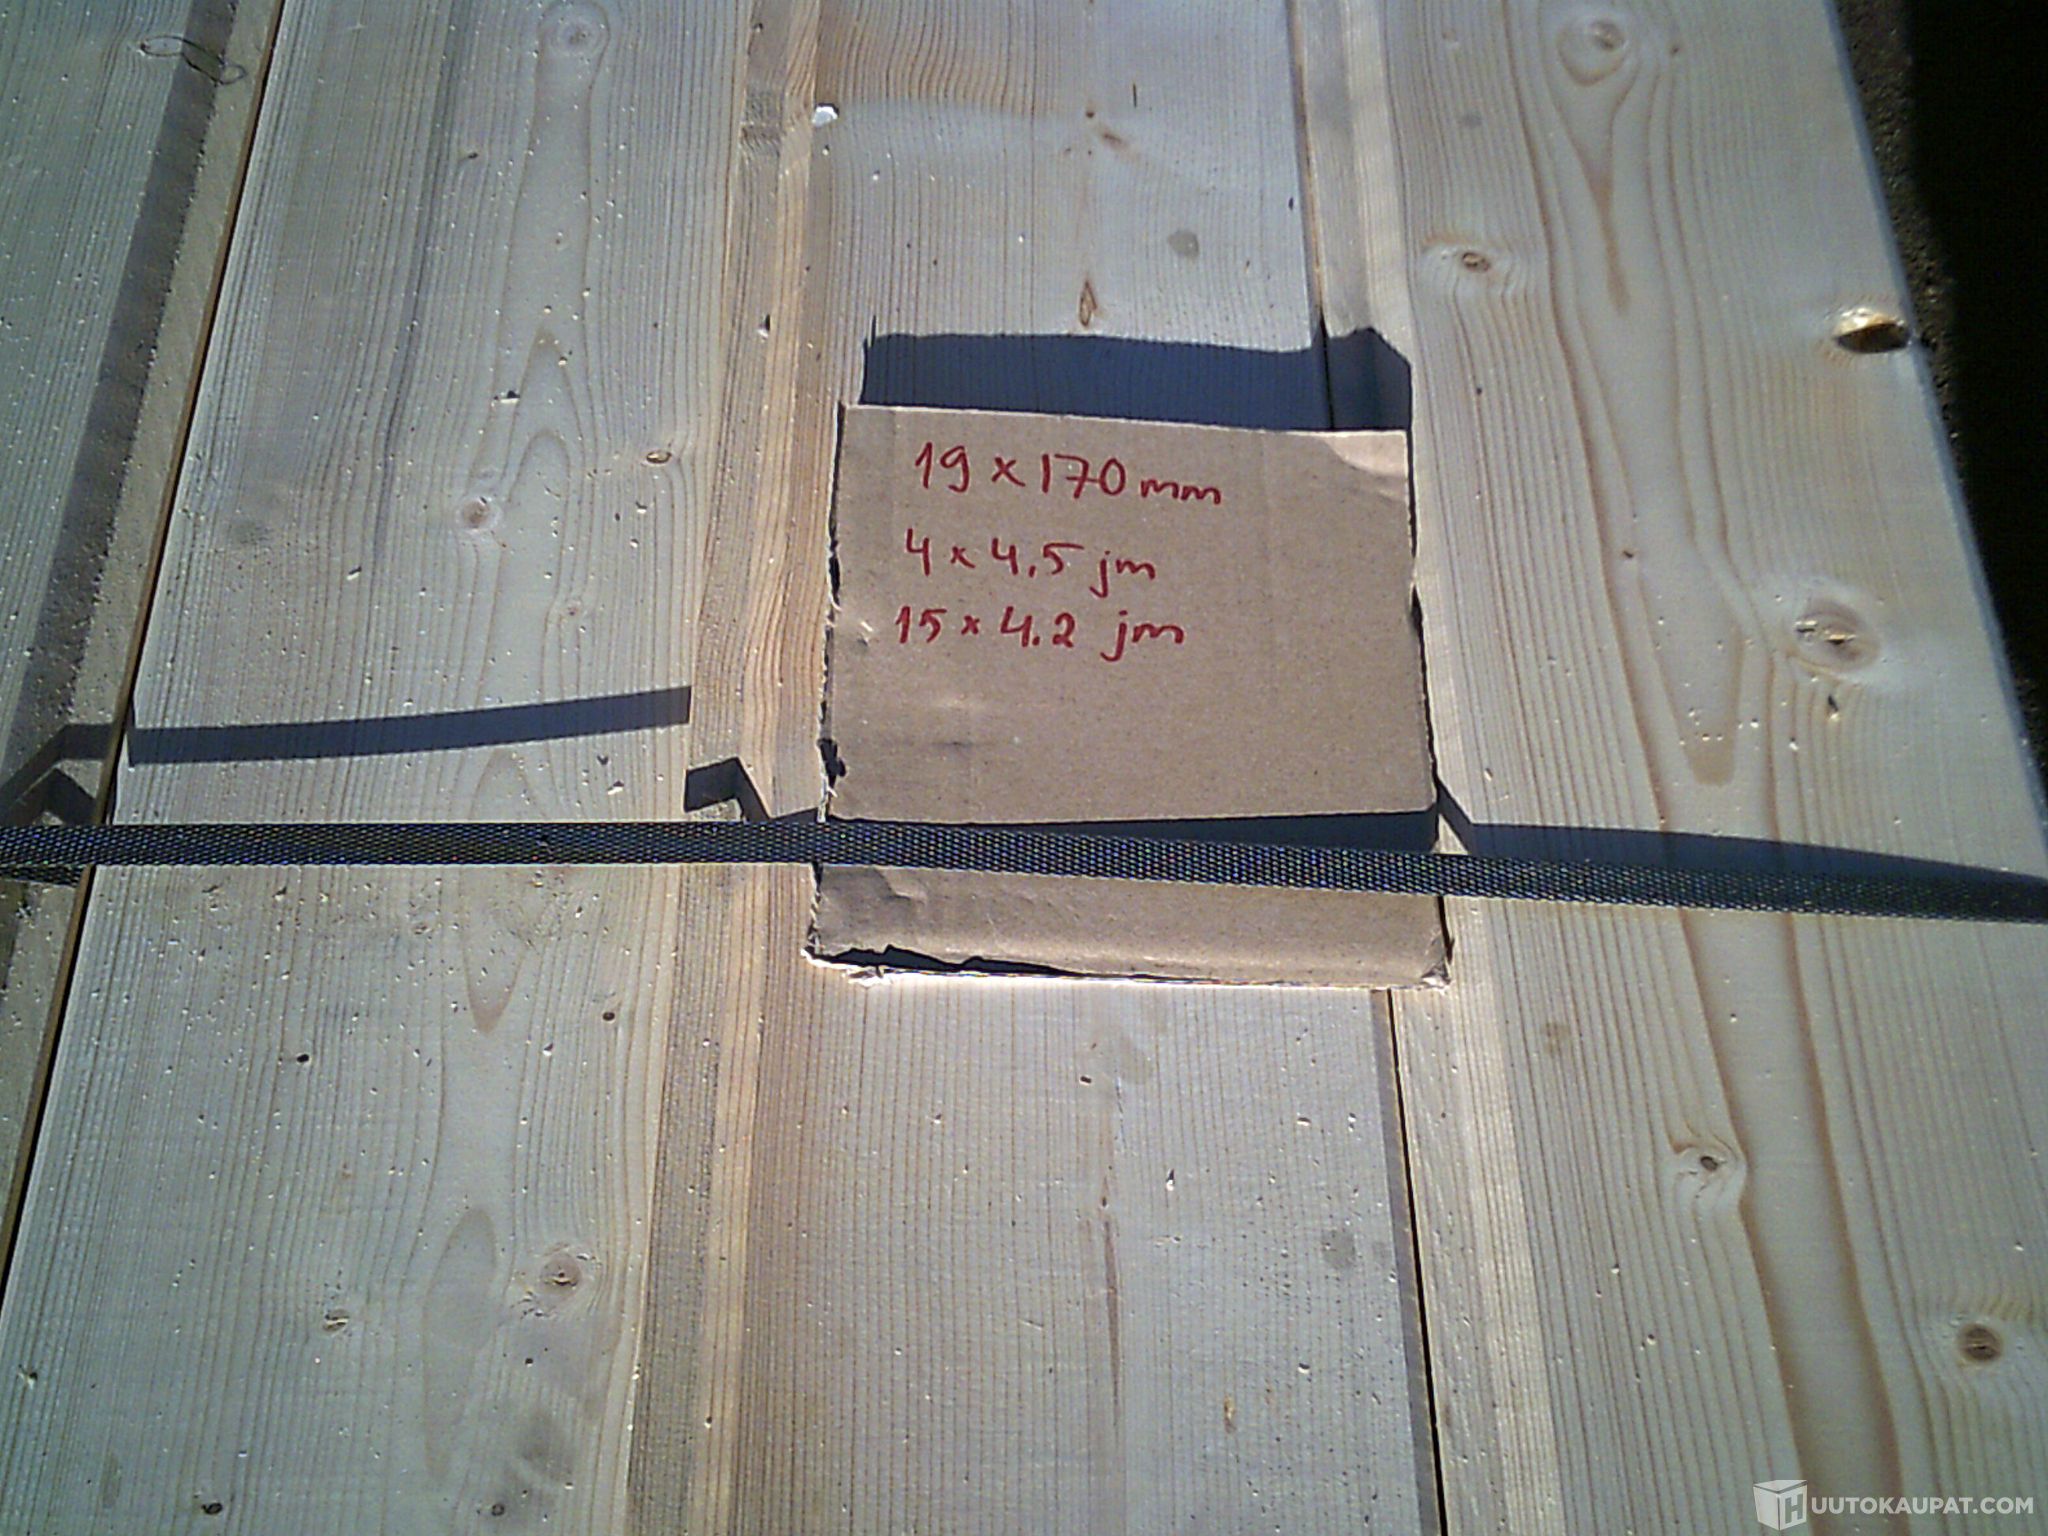 19 x 170 mm
4 x 4.5 jm
15 x 4.2 jm
HUUTOKAUPAT.COM